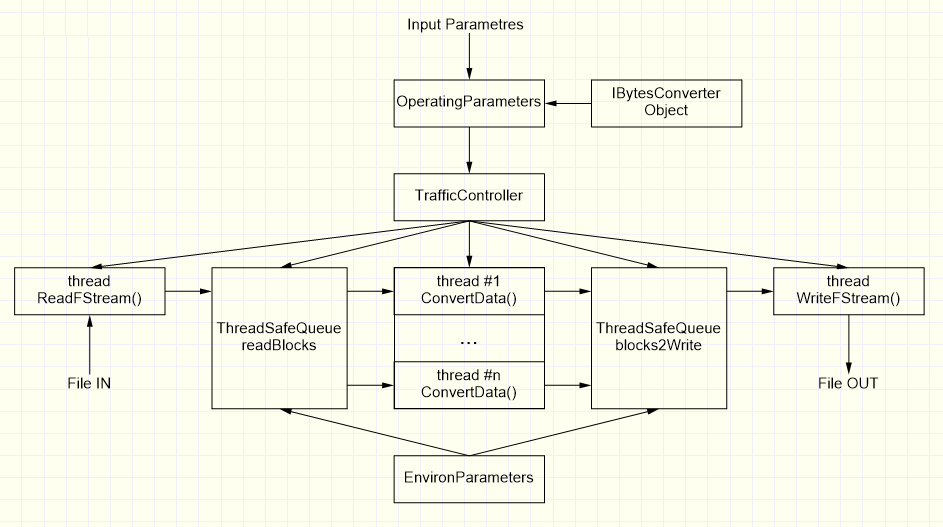 Input Parametres
OperatingParameters
IBytesConverter
Object
TrafficController
thread
ReadFStream()
ThreadSafeQueue
readBlocks
thread #1
ConvertData()
...
thread #n
ConvertData()
ThreadSafeQueue
blocks2Write
thread
WriteFStream()
File IN
File OUT
EnvironParameters